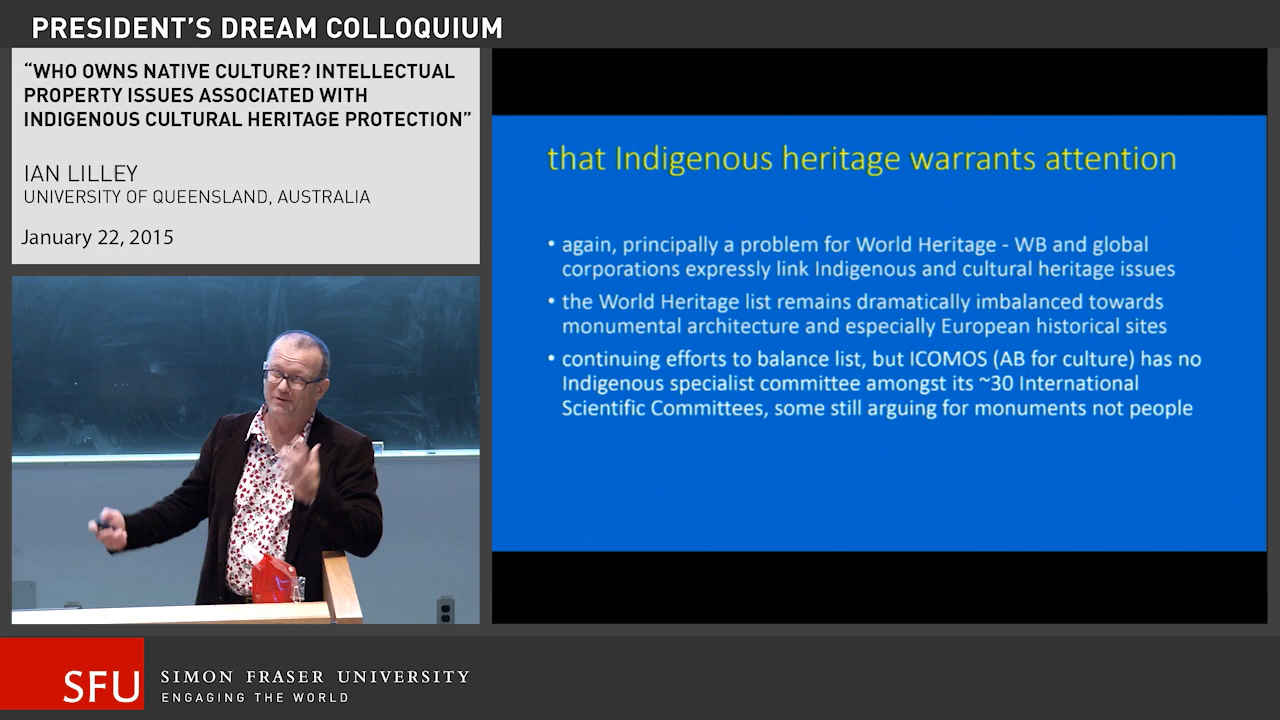 PRESIDENT'S DREAM COLLOQUIUM
“WHO OWNS NATIVE CULTURE? INTELLECTUAL
PROPERTY ISSUES ASSOCIATED WITH
INDIGENOUS CULTURAL HERITAGE PROTECTION”
IAN LILLEY
UNIVERSITY OF QUEENSLAND, AUSTRALIA
January 22, 2015
that Indigenous heritage warrants attention
• again, principally a problem for World Heritage - WB and global
corporations expressly link Indigenous and cultural heritage issues
• the World Heritage list remains dramatically imbalanced towards
monumental architecture and especially European historical sites
• continuing efforts to balance list, but ICOMOS (AB for culture) has no
Indigenous specialist committee amongst its ~30 International
Scientific Committees, some still arguing for monuments not people
SFU
SIMON FRASER UNIVERSITY
ENGAGING THE WORLD